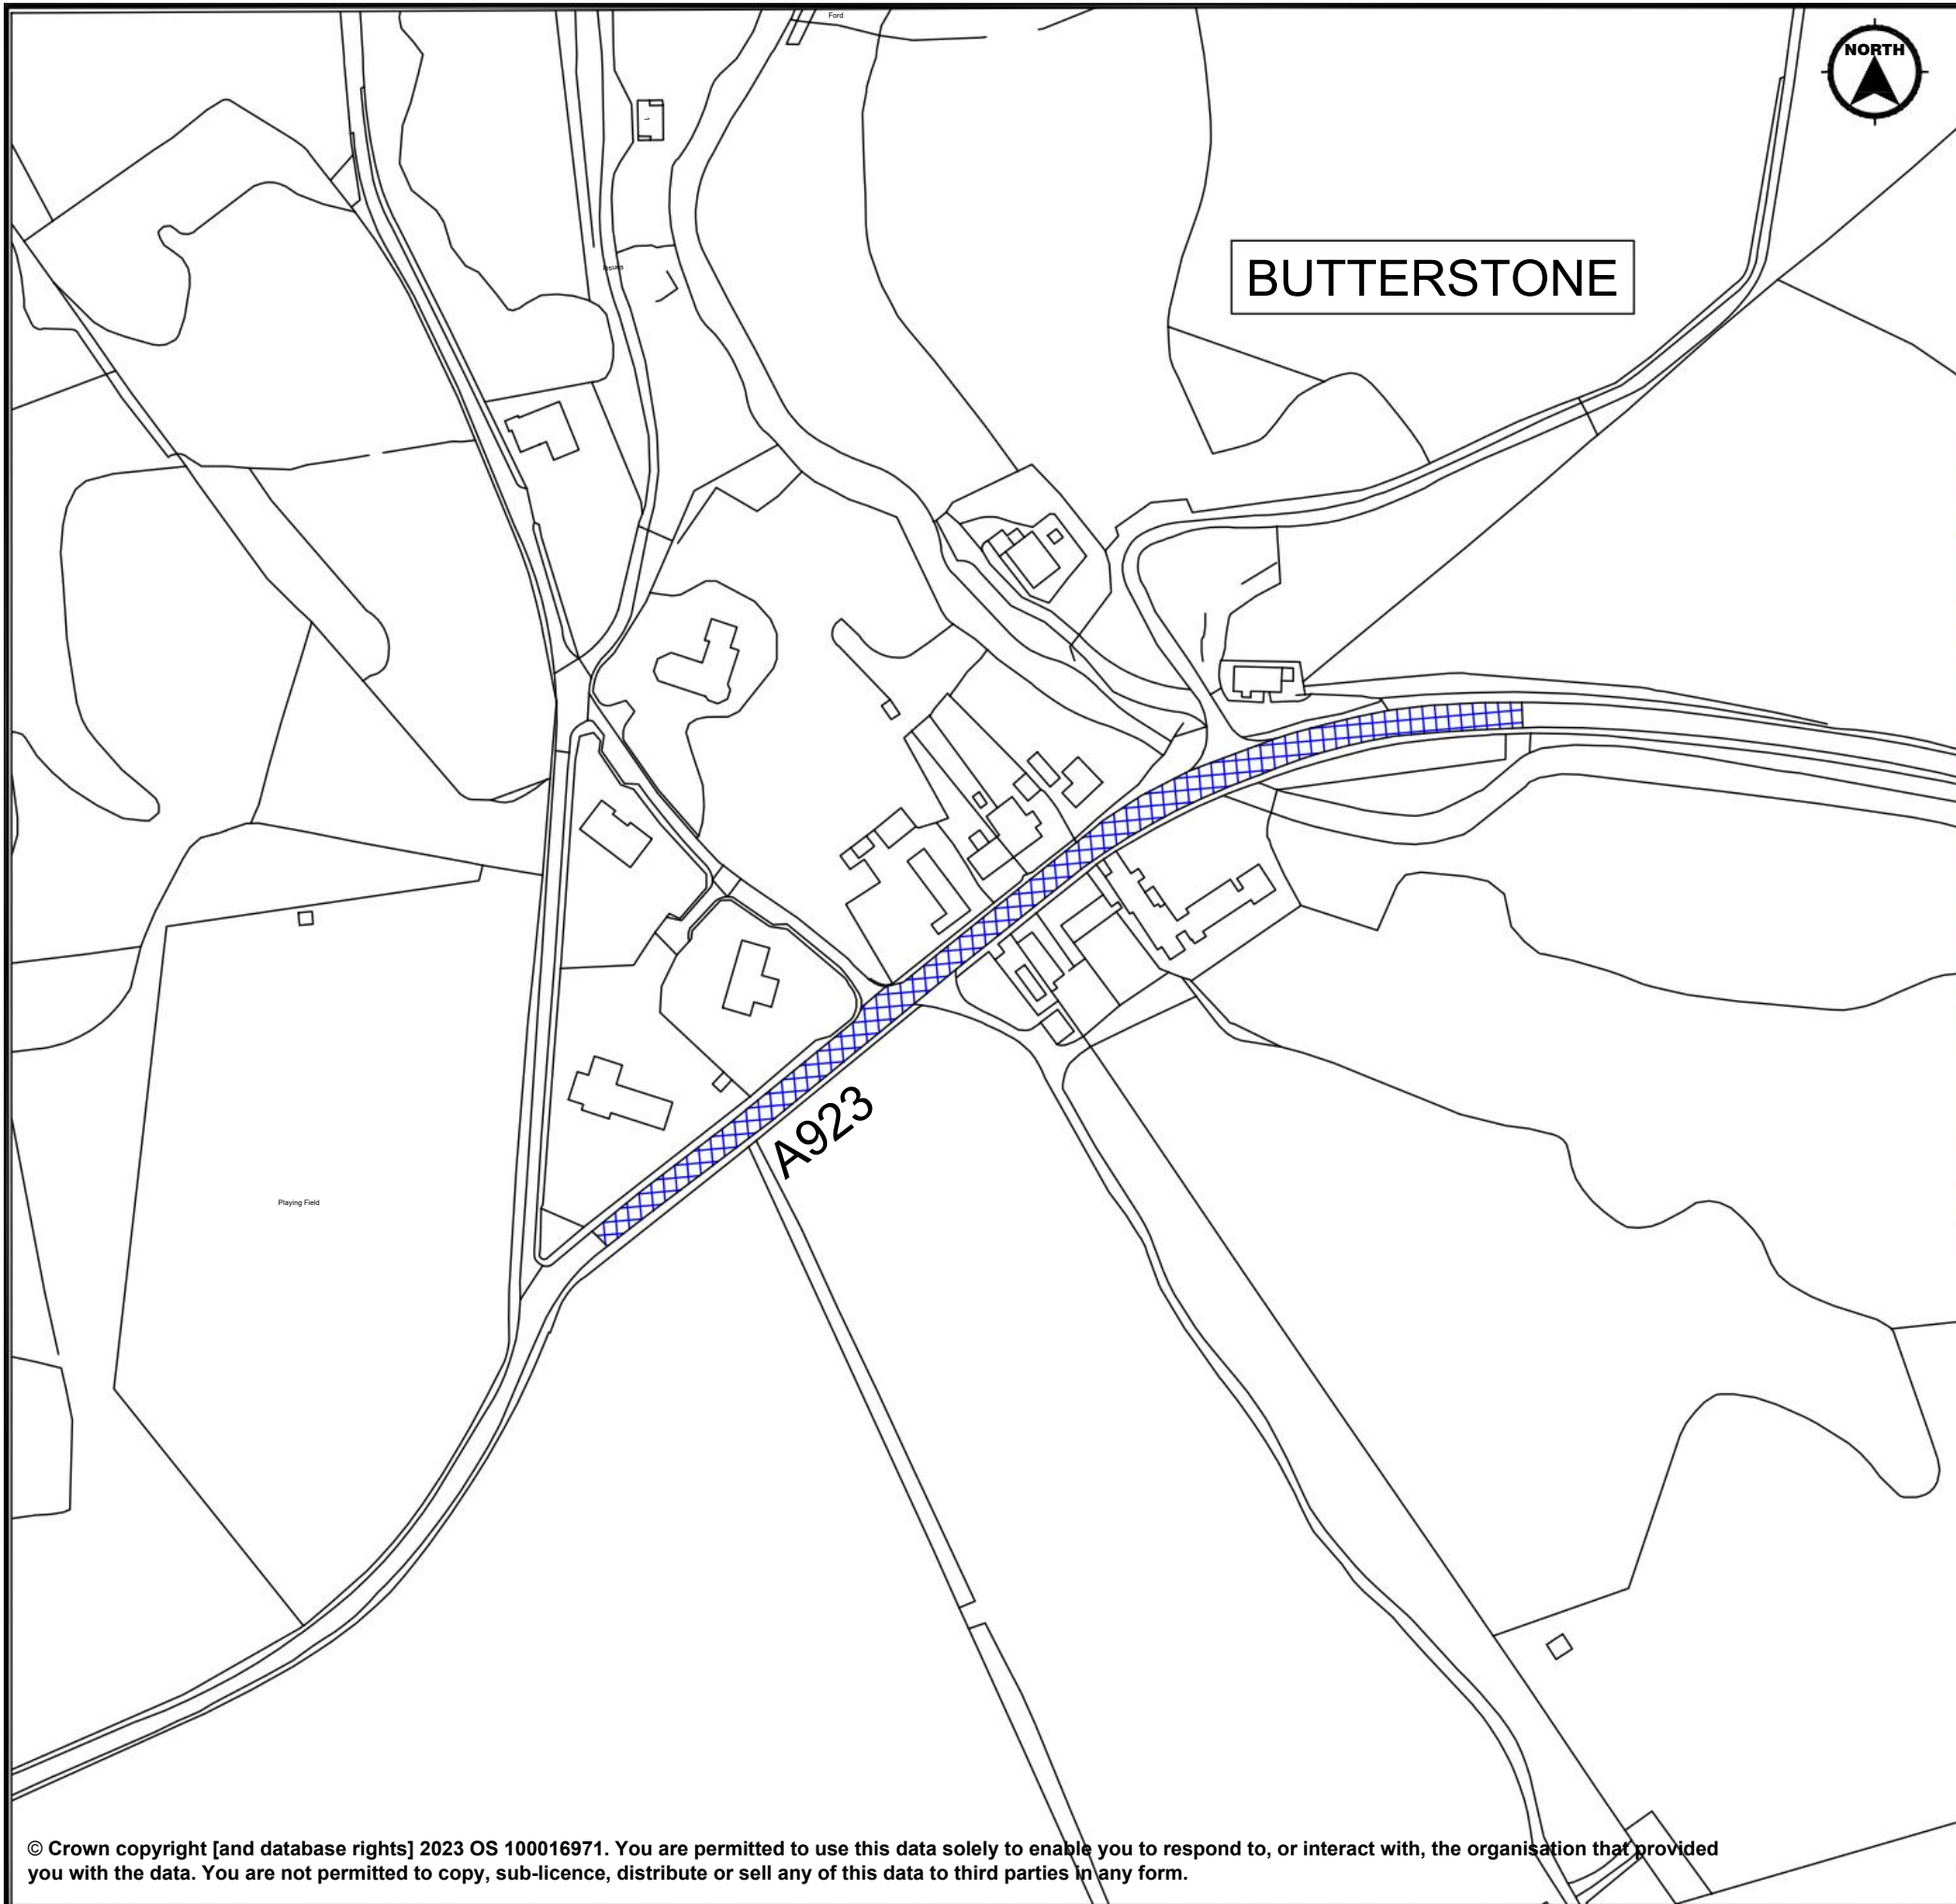 Ford
NORTH
BUTTERSTONE
Issues
A923
Playing Field
© Crown copyright [and database rights] 2023 OS 100016971. You are permitted to use this data solely to enable you to respond to, or interact with, the organisation that provided
you with the data. You are not permitted to copy, sub-licence, distribute or sell any of this data to third parties in any form.